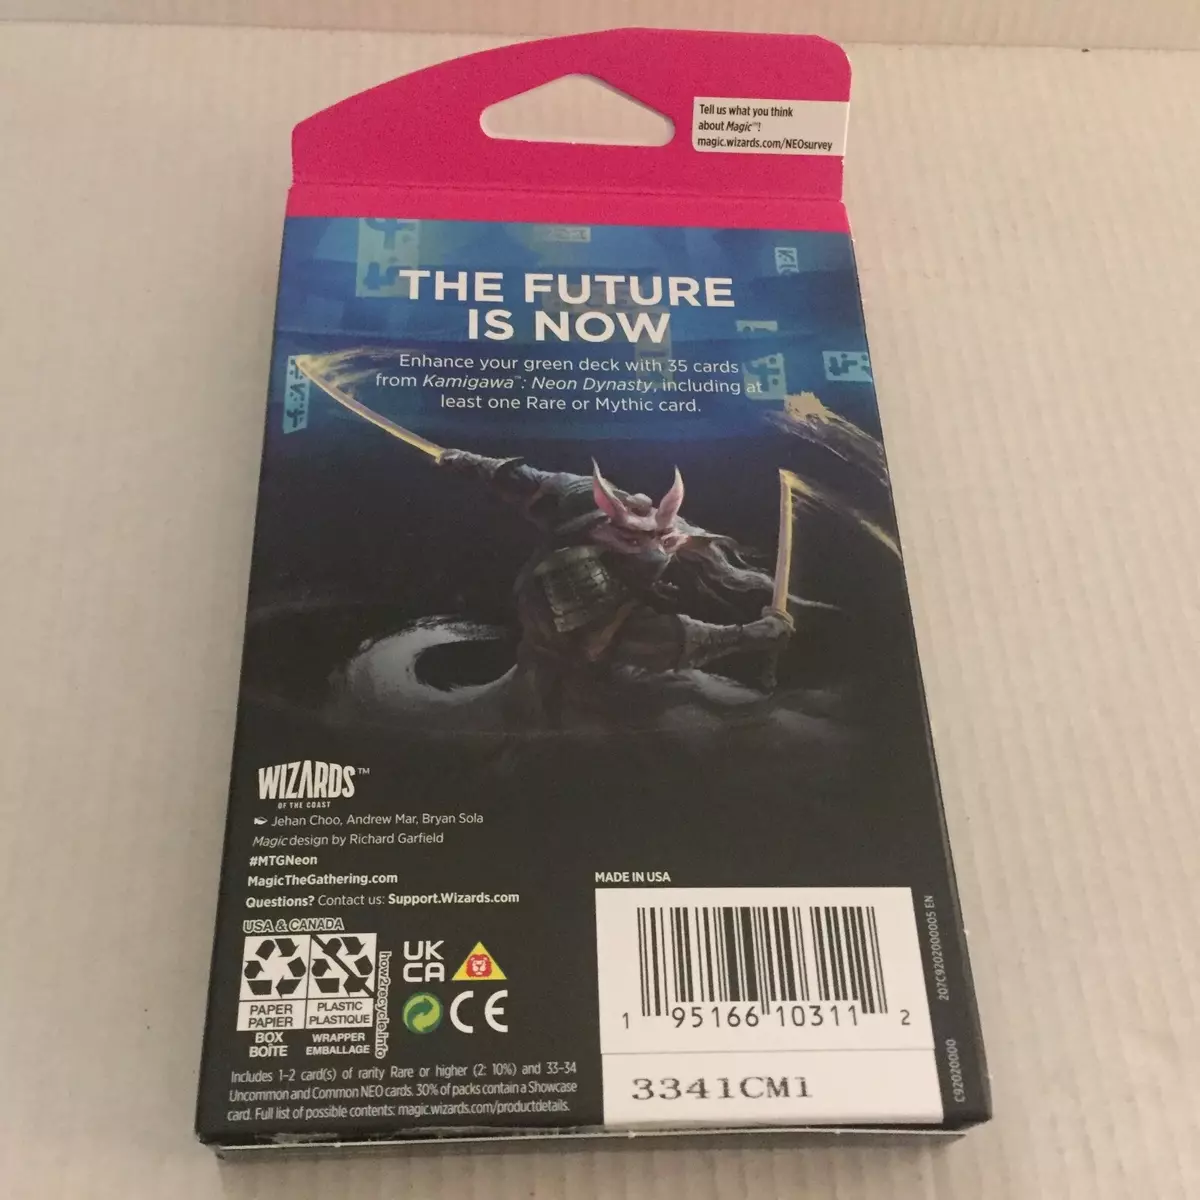 Tell us what you think
about Magic™!
magic.wizards.com/NEOsurvey
THE FUTURE
IS NOW
Enhance your green deck with 35 cards
from Kamigawa™: Neon Dynasty, including at
least one Rare or Mythic card.
WIZARDS™
OF THE COAST
Jehan Choo, Andrew Mar, Bryan Sola
Magic design by Richard Garfield
#MTGNeon
MagicTheGathering.com
Questions? Contact us: Support.Wizards.com
USA & CANADA
PAPER
PAPIER
BOX
BOÎTE
PLASTIC
PLASTIQUE
WRAPPER
EMBALLAGE
how2recycle.info
UK
CA
CE
Includes 1–2 card(s) of rarity Rare or higher (2: 10%) and 33–34
Uncommon and Common NEO cards. 30% of packs contain a Showcase
card. Full list of possible contents: magic.wizards.com/productdetails.
MADE IN USA
1 95166 10311 2
3341CM1
207C9202000005 EN
C92020000